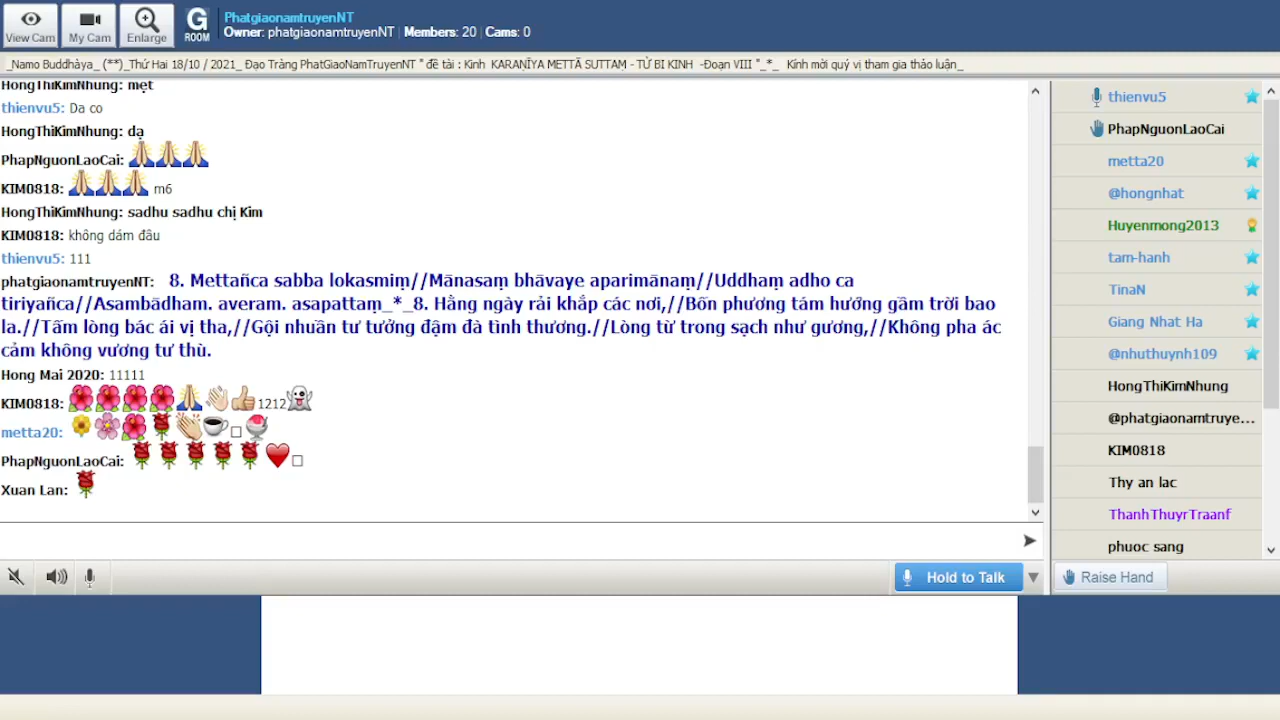 View Cam
My Cam
Enlarge
G
ROOM
PhatgiaonamtruyenNT
Owner: phatgiaonamtruyenNT | Members: 20 | Cams: 0
_Namo Buddhàya_ (**)_Thứ Hai 18/10 / 2021_ Đạo Tràng PhatGiaoNamTruyenNT " đề tài : Kinh KARAṆĪYA METTĀ SUTTAṂ - TỪ BI KINH -Đoạn VIII "_*_ Kính mời quý vị tham gia thảo luận_
HongThiKimNhung: mẹt
thienvu5: Da co
HongThiKimNhung: dạ
PhapNguonLaoCai:
KIM0818: m6
HongThiKimNhung: sadhu sadhu chị Kim
KIM0818: không dám đâu
thienvu5: 111
phatgiaonamtruyenNT: 8. Mettañca sabba lokasmiṃ//Mānasaṃ bhāvaye aparimānaṃ//Uddhaṃ adho ca
tiriyañca//Asambādham. averam. asapattaṃ_*_8. Hằng ngày rải khắp các nơi,//Bốn phương tám hướng gầm trời bao
la.//Tấm lòng bác ái vị tha,//Gội nhuần tư tưởng đậm đà tình thương.//Lòng từ trong sạch như gương,//Không pha ác
cảm không vương tư thù.
Hong Mai 2020: 11111
KIM0818: 1212
metta20:
PhapNguonLaoCai:
Xuan Lan:
Hold to Talk
thienvu5
PhapNguonLaoCai
metta20
@hongnhat
Huyenmong2013
tam-hanh
TinaN
Giang Nhat Ha
@nhuthuynh109
HongThiKimNhung
@phatgiaonamtruye...
KIM0818
Thy an lac
ThanhThuyrTraanf
phuoc sang
Raise Hand